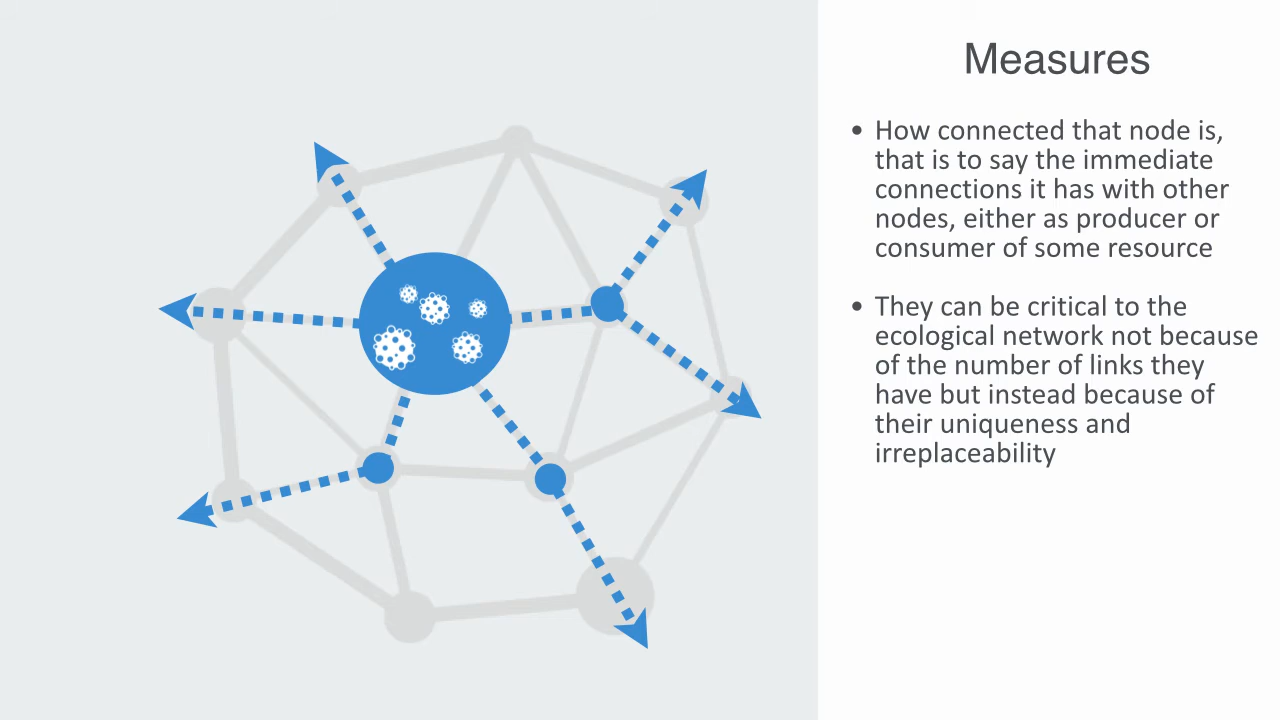 Measures
• How connected that node is,
that is to say the immediate
connections it has with other
nodes, either as producer or
consumer of some resource
• They can be critical to the
ecological network not because
of the number of links they
have but instead because of
their uniqueness and
irreplaceability